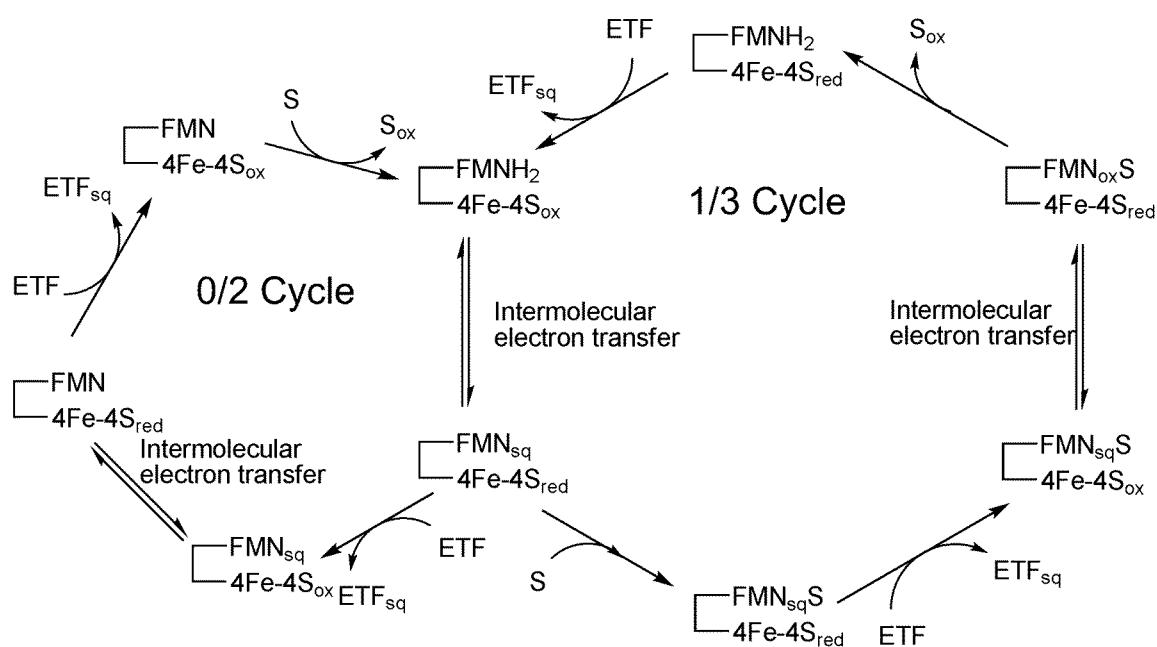 ETF
FMNH2
4Fe-4Sred
Sox
ETFsq
S
Sox
FMN
4Fe-4Sox
FMNH2
4Fe-4Sox
FMNoxS
4Fe-4Sred
ETFsq
1/3 Cycle
ETF
0/2 Cycle
Intermolecular
electron transfer
Intermolecular
electron transfer
FMN
4Fe-4Sred
Intermolecular
electron transfer
FMNsq
4Fe-4Sred
FMNsqS
4Fe-4Sox
FMNsq
4Fe-4Sox
ETF
ETFsq
S
FMNsqS
4Fe-4Sred
ETF
ETFsq